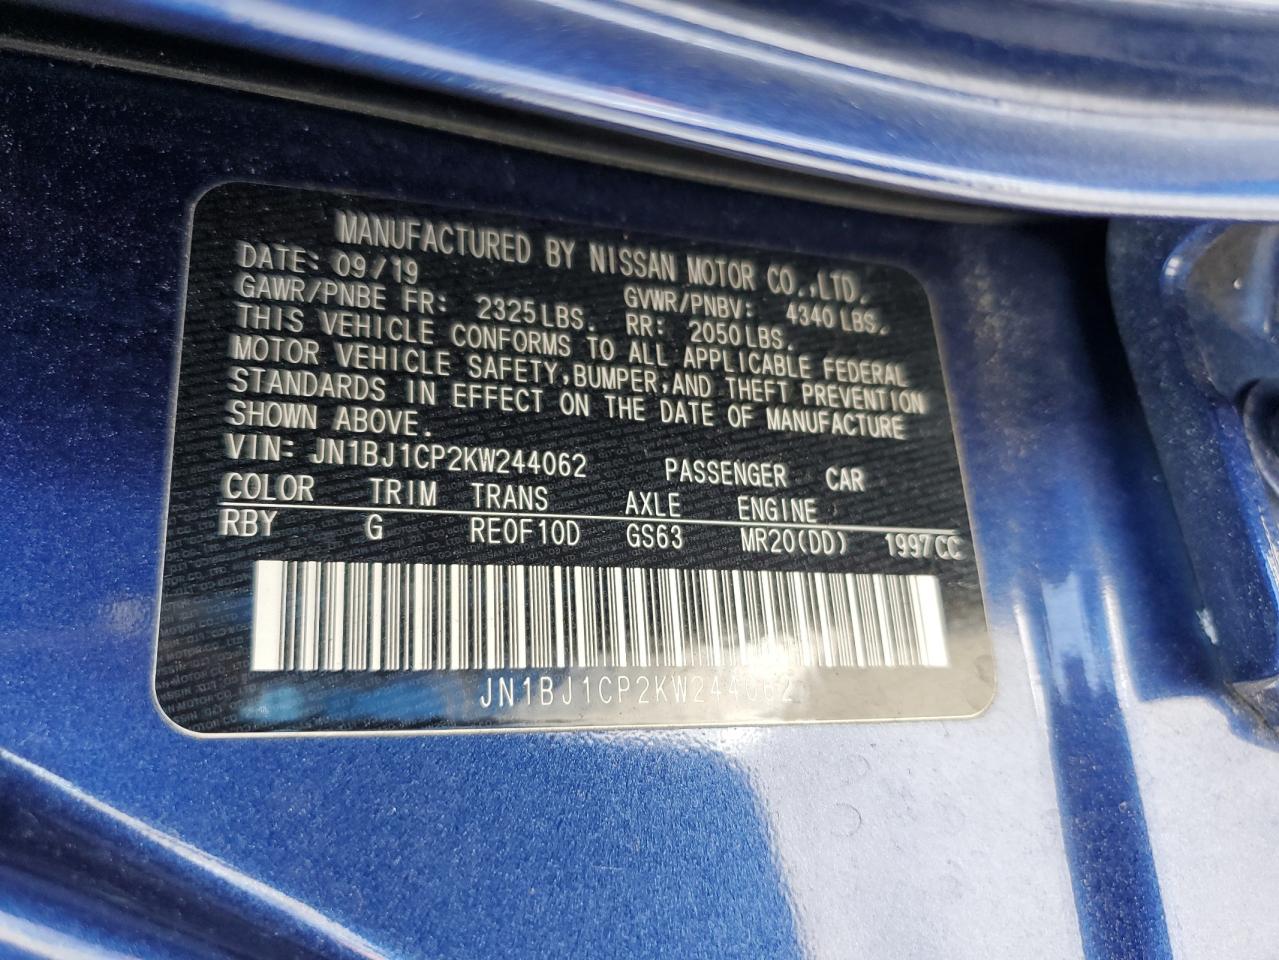 MANUFACTURED BY NISSAN MOTOR CO.,LTD.
DATE: 09/19
GAWR/PNBE FR: 2325LBS. GVWR/PNBV: 4340LBS.
RR: 2050LBS.
THIS VEHICLE CONFORMS TO ALL APPLICABLE FEDERAL
MOTOR VEHICLE SAFETY,BUMPER,AND THEFT PREVENTION
STANDARDS IN EFFECT ON THE DATE OF MANUFACTURE
SHOWN ABOVE.
VIN: JN1BJ1CP2KW244062 PASSENGER CAR
COLOR TRIM TRANS AXLE ENGINE
RBY G RE0F10D GS63 MR20(DD) 1997CC
JN1BJ1CP2KW244062